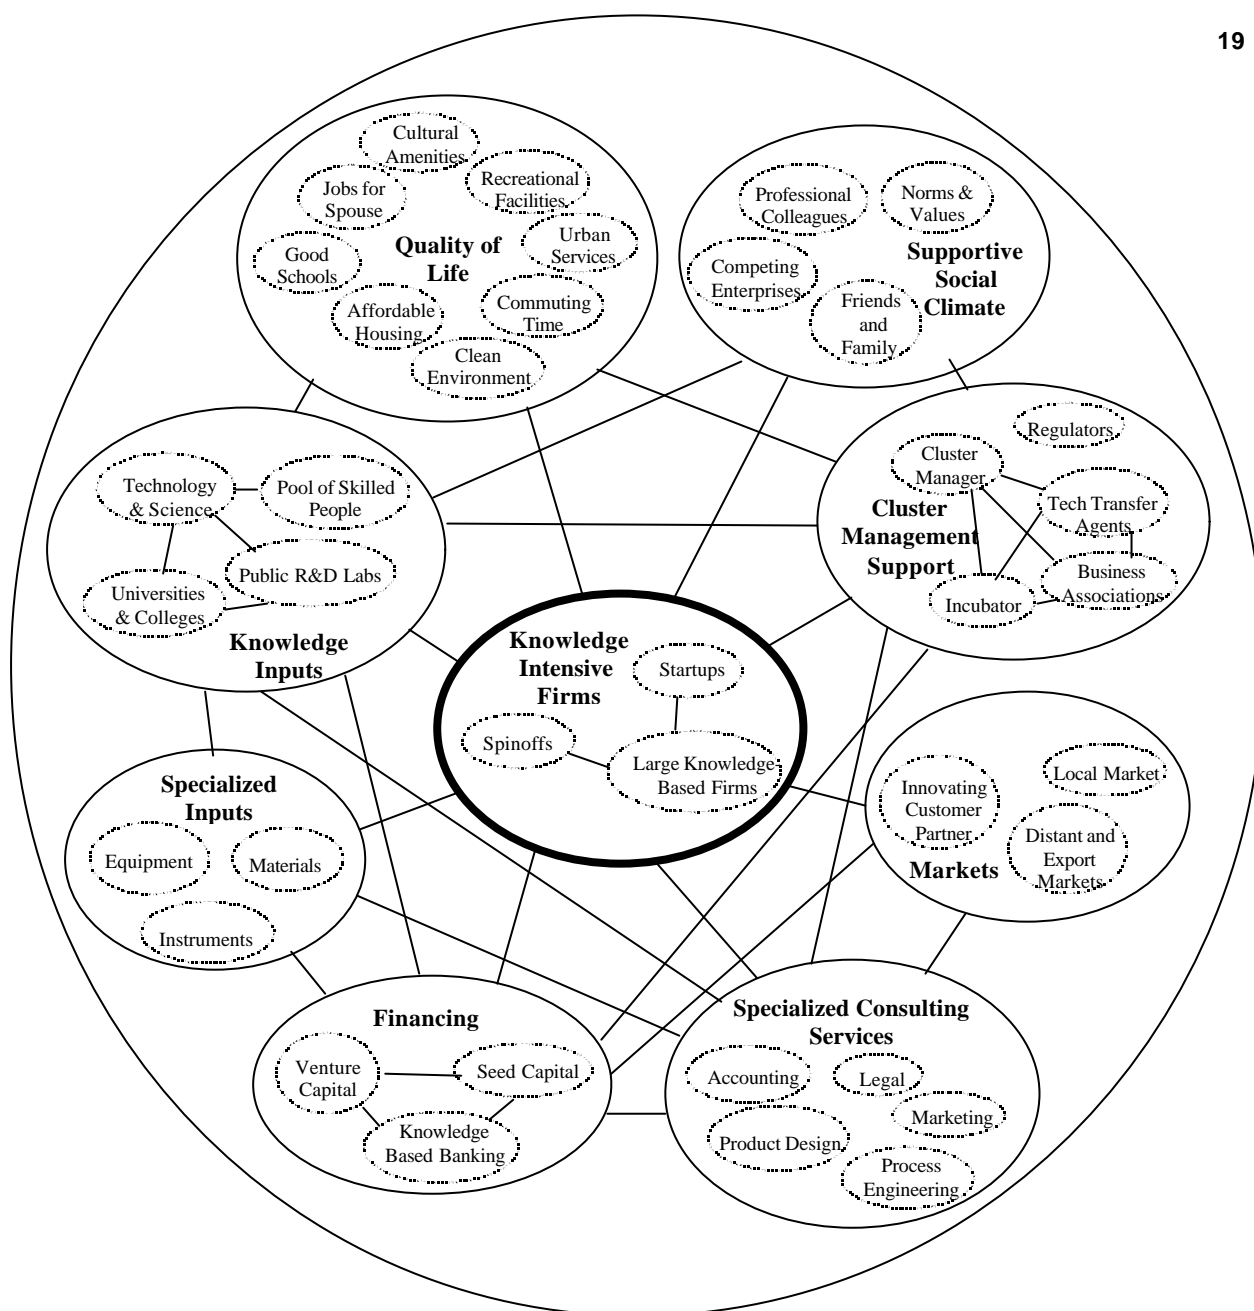 19
Cultural
Amenities
Jobs for
Spouse
Recreational
Facilities
Good
Schools
Quality of
Life
Urban
Services
Affordable
Housing
Commuting
Time
Clean
Environment
Professional
Colleagues
Norms &
Values
Supportive
Social
Climate
Competing
Enterprises
Friends
and
Family
Technology
& Science
Pool of Skilled
People
Public R&D Labs
Universities
& Colleges
Knowledge
Inputs
Regulators
Cluster
Manager
Cluster
Management
Support
Tech Transfer
Agents
Business
Associations
Incubator
Knowledge
Intensive
Firms
Startups
Spinoffs
Large Knowledge-
Based Firms
Specialized
Inputs
Equipment
Materials
Instruments
Innovating
Customer
Partner
Local Market
Distant and
Export
Markets
Markets
Financing
Venture
Capital
Seed Capital
Knowledge
Based Banking
Specialized Consulting
Services
Accounting
Legal
Marketing
Product Design
Process
Engineering